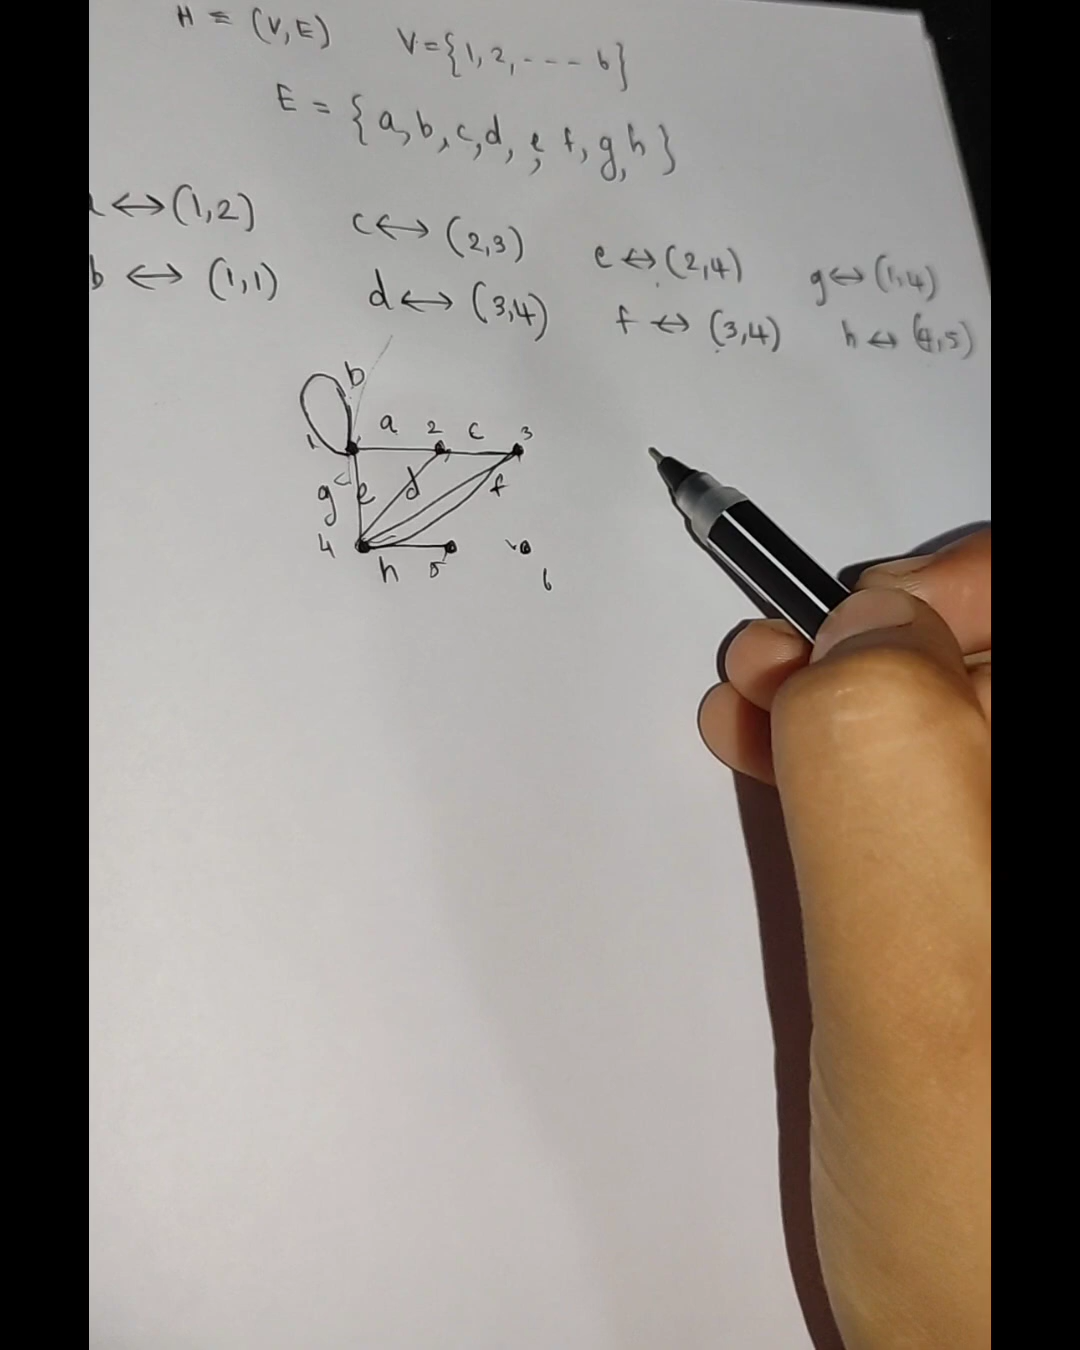 H = (V,E) V={1,2,---- 6}
E = {a,b,c,d,e,f,g,h}
↔(1,2) c↔(2,3) e↔(2,4) g↔(1,4)
b ↔ (1,1) d↔(3,4) f↔(3,4) h↔(4,5)
b
a 2 c 3
1
g e d f
4
h 5 6